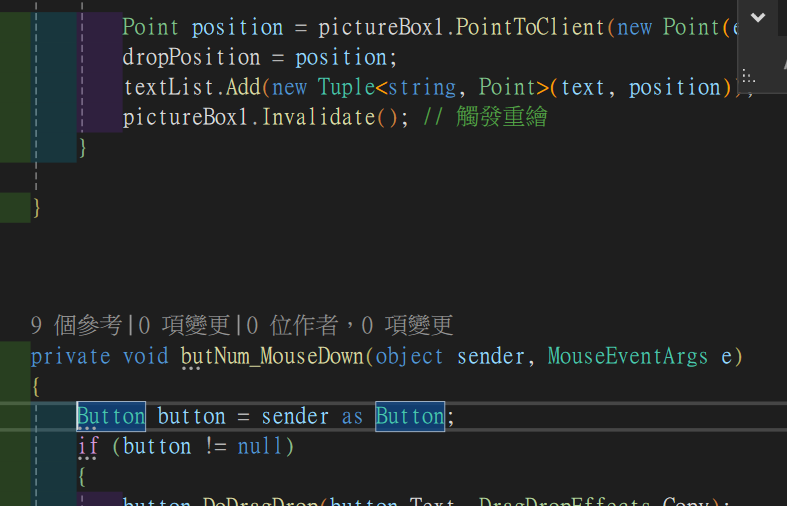 Point position = pictureBox1.PointToClient(new Point(e
dropPosition = position;
textList.Add(new Tuple<string, Point>(text, position));
pictureBox1.Invalidate(); // 觸發重繪
}
}
9 個參考|0 項變更|0 位作者，0 項變更
private void butNum_MouseDown(object sender, MouseEventArgs e)
{
Button button = sender as Button;
if (button != null)
{
button.DoDragDrop(button.Text, DragDropEffects.Copy);